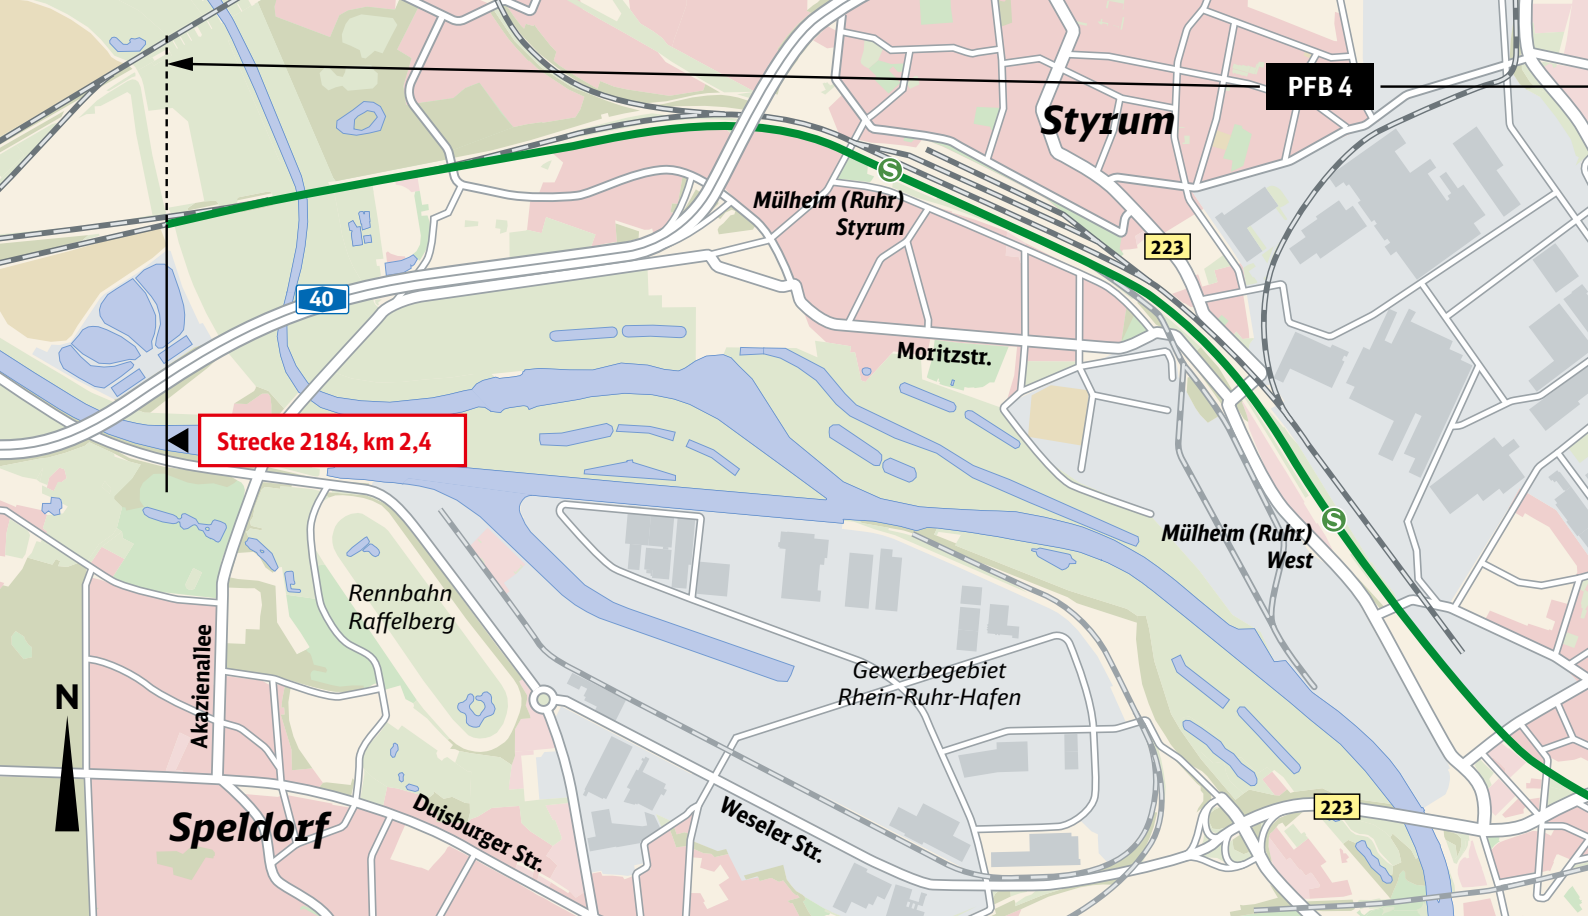 PFB 4
Styrum
S
Mülheim (Ruhr)
Styrum
223
40
Moritzstr.
Strecke 2184, km 2,4
S
Mülheim (Ruhr)
West
Rennbahn
Raffelberg
Akazienallee
Gewerbegebiet
Rhein-Ruhr-Hafen
N
Speldorf
Duisburger Str.
Weseler Str.
223